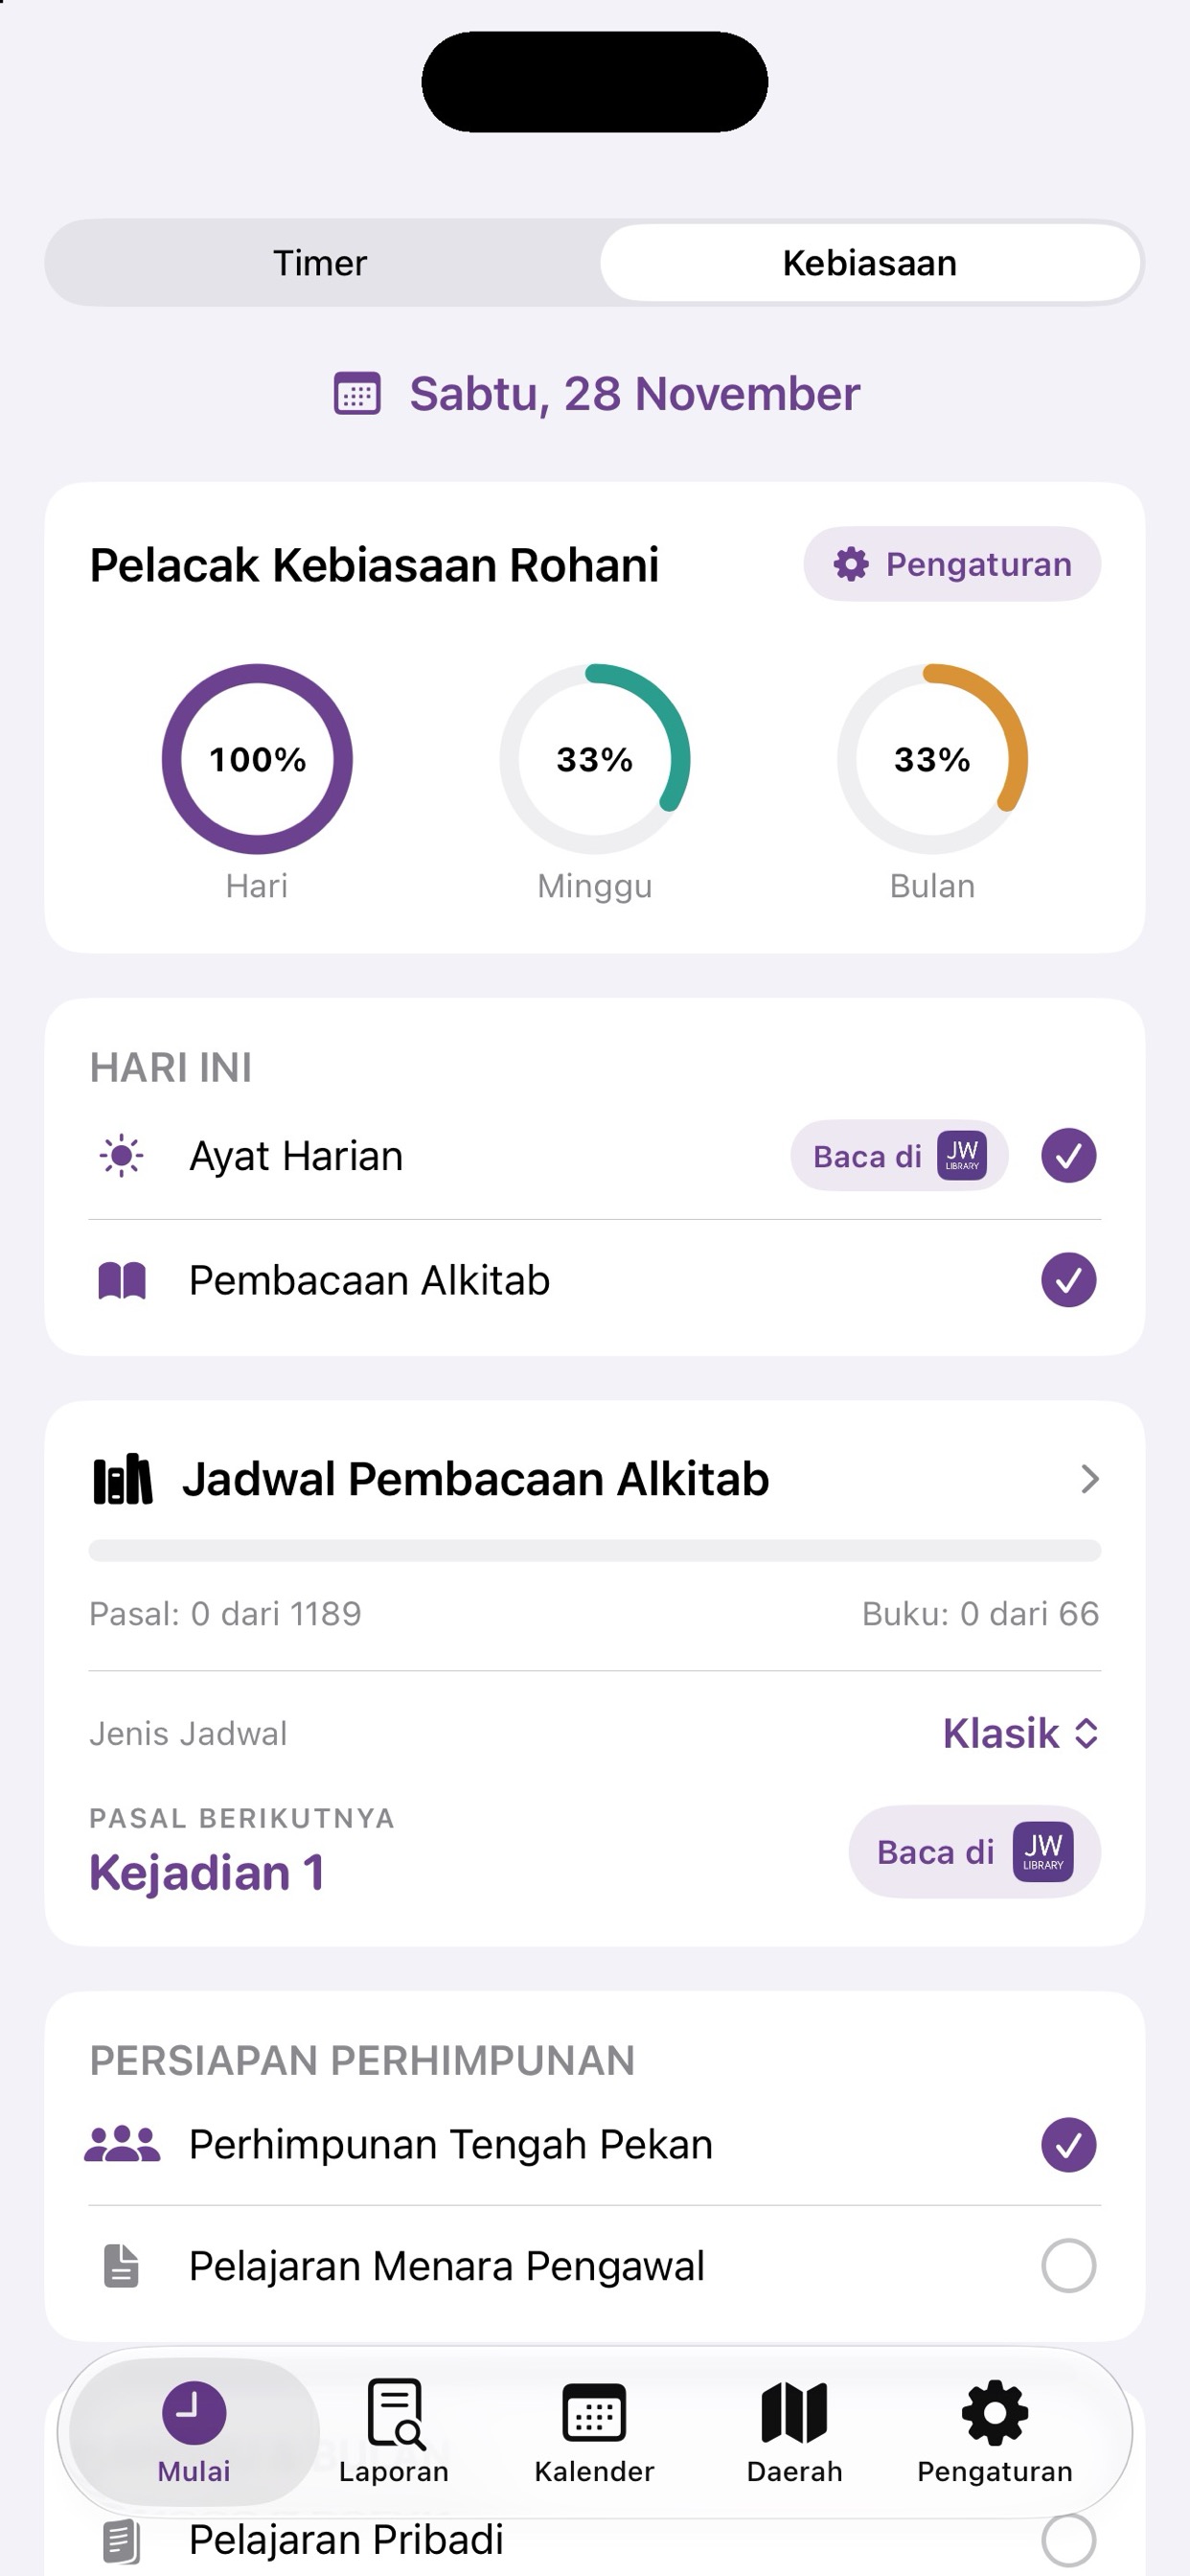 Timer
Kebiasaan
Sabtu, 28 November
Pelacak Kebiasaan Rohani
Pengaturan
100%
33%
33%
Hari
Minggu
Bulan
HARI INI
Ayat Harian
Baca di
JW
LIBRARY
Pembacaan Alkitab
Jadwal Pembacaan Alkitab
Pasal: 0 dari 1189
Buku: 0 dari 66
Jenis Jadwal
Klasik
PASAL BERIKUTNYA
Kejadian 1
Baca di
JW
LIBRARY
PERSIAPAN PERHIMPUNAN
Perhimpunan Tengah Pekan
Pelajaran Menara Pengawal
Mulai
Laporan
Kalender
Daerah
Pengaturan
Pelajaran Pribadi